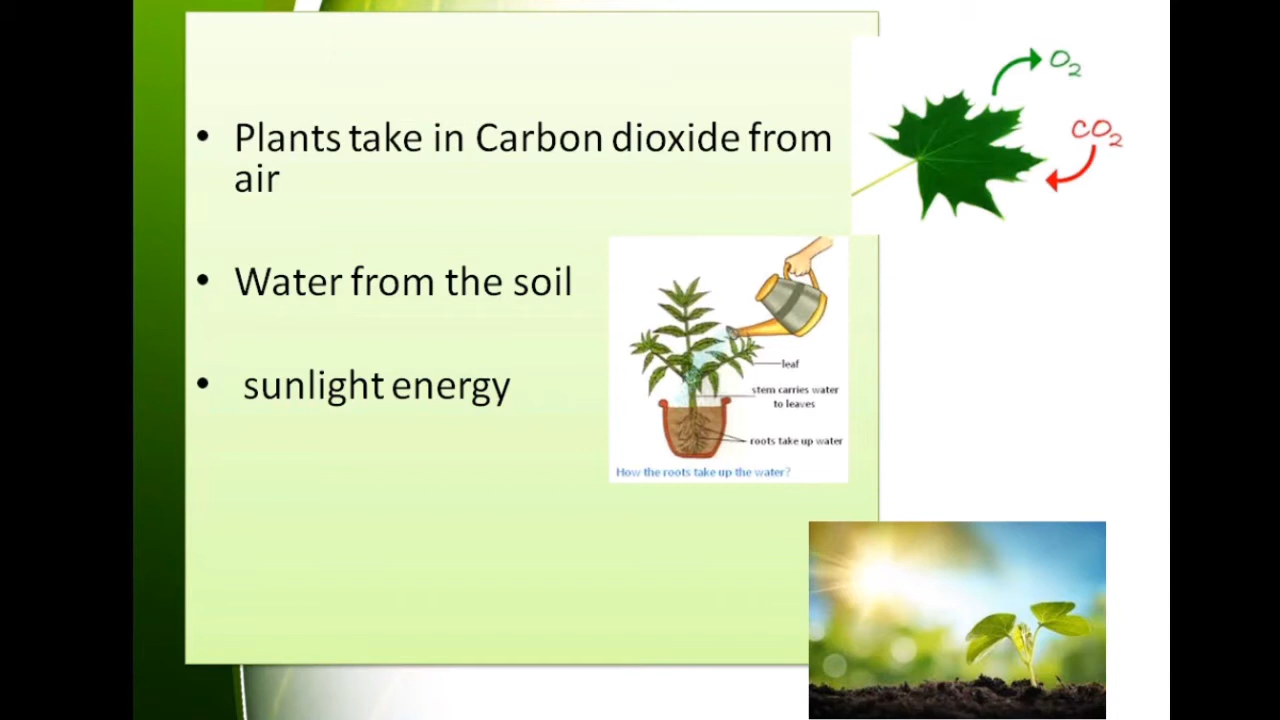 • Plants take in Carbon dioxide from
air
• Water from the soil
• sunlight energy
O2
CO2
leaf
stem carries water
to leaves
roots take up water
How the roots take up the water?